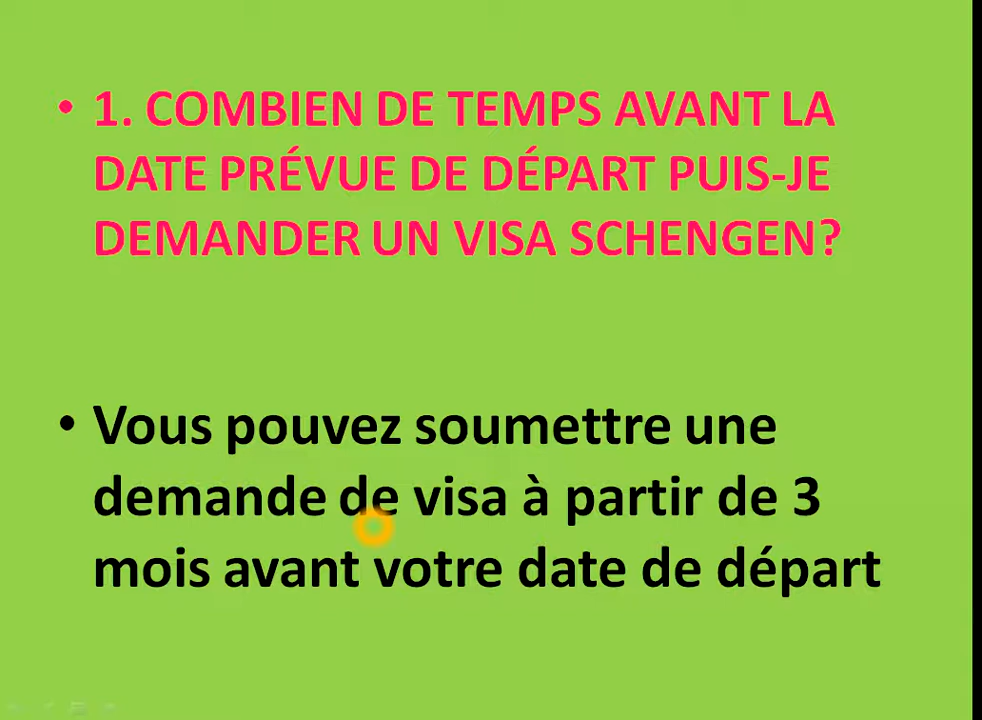 • 1. COMBIEN DE TEMPS AVANT LA
DATE PRÉVUE DE DÉPART PUIS-JE
DEMANDER UN VISA SCHENGEN?
• Vous pouvez soumettre une
demande de visa à partir de 3
mois avant votre date de départ